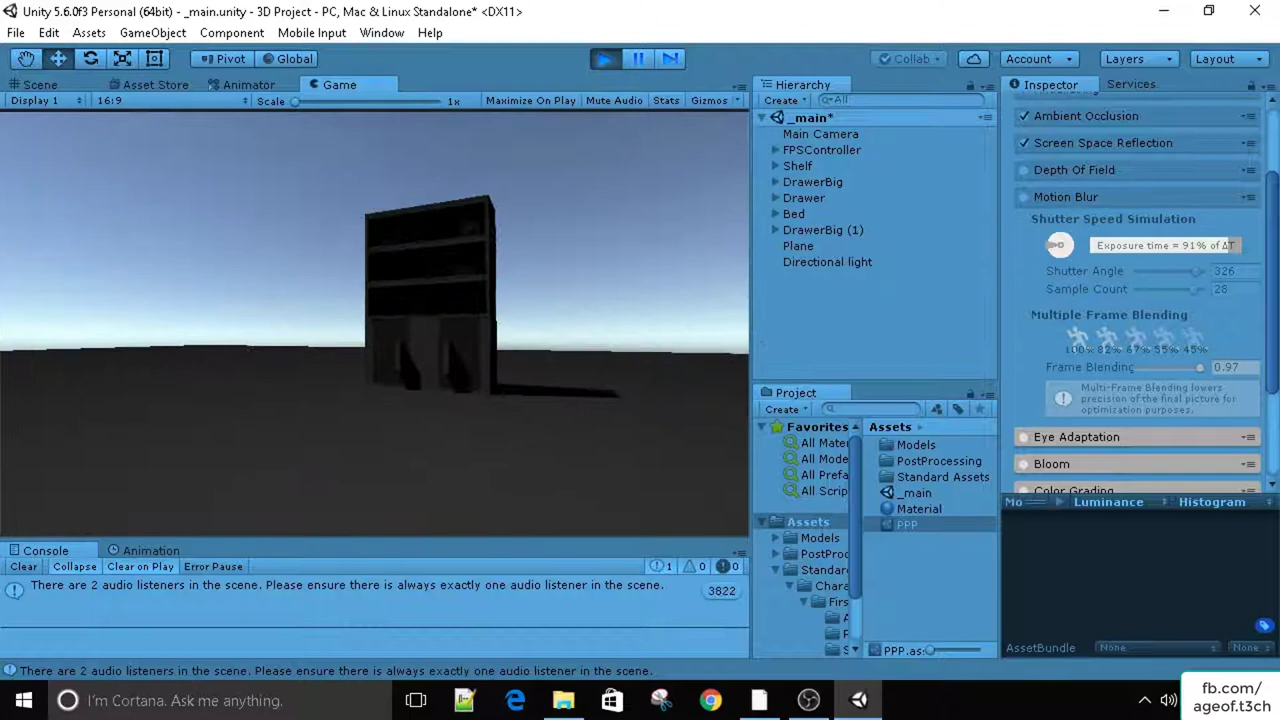 Unity 5.6.0f3 Personal (64bit) - _main.unity - 3D Project - PC, Mac & Linux Standalone* <DX11>
File Edit Assets GameObject Component Mobile Input Window Help
Pivot Global Collab Account Layers Layout
Scene Asset Store Animator Game
Display 1 16:9 Scale 1x Maximize On Play Mute Audio Stats Gizmos
Hierarchy
Create All
_main*
Main Camera
FPSController
Shelf
DrawerBig
Drawer
Bed
DrawerBig (1)
Plane
Directional light
Inspector Services
Ambient Occlusion
Screen Space Reflection
Depth Of Field
Motion Blur
Shutter Speed Simulation
Exposure time = 91% of ΔT
Shutter Angle 326
Sample Count 28
Multiple Frame Blending
100% 82% 67% 55% 45%
Frame Blending 0.97
Multi-Frame Blending lowers
precision of the final picture for
optimization purposes.
Eye Adaptation
Bloom
Color Grading
Mo Luminance Histogram
AssetBundle None None
Project
Create
Favorites
All Mater
All Mode
All Prefa
All Scrip
Assets
Models
PostProc
Standard
Chara
Firs
Assets
Models
PostProcessing
Standard Assets
_main
Material
PPP
PPP.as
Console Animation
Clear Collapse Clear on Play Error Pause 1 0 0
There are 2 audio listeners in the scene. Please ensure there is always exactly one audio listener in the scene. 3822
There are 2 audio listeners in the scene. Please ensure there is always exactly one audio listener in the scene.
I'm Cortana. Ask me anything.
fb.com/
ageof.t3ch